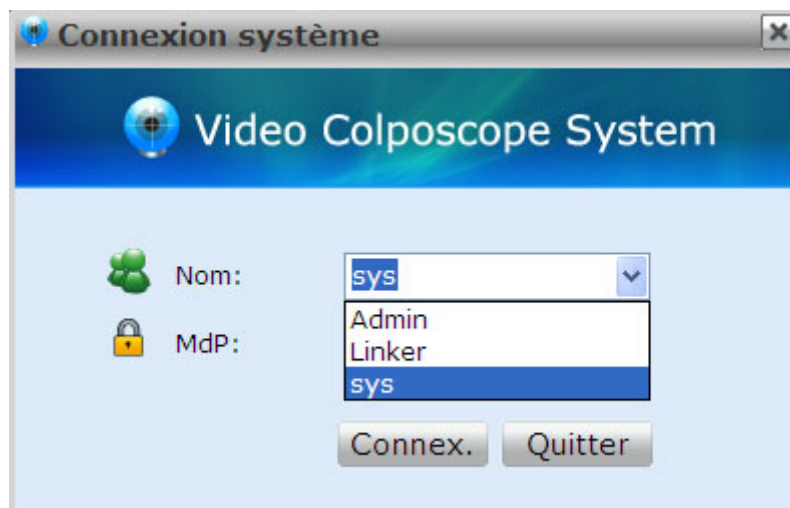 Connexion système
Video Colposcope System
Nom:
sys
Admin
Linker
sys
MdP:
Connex.
Quitter